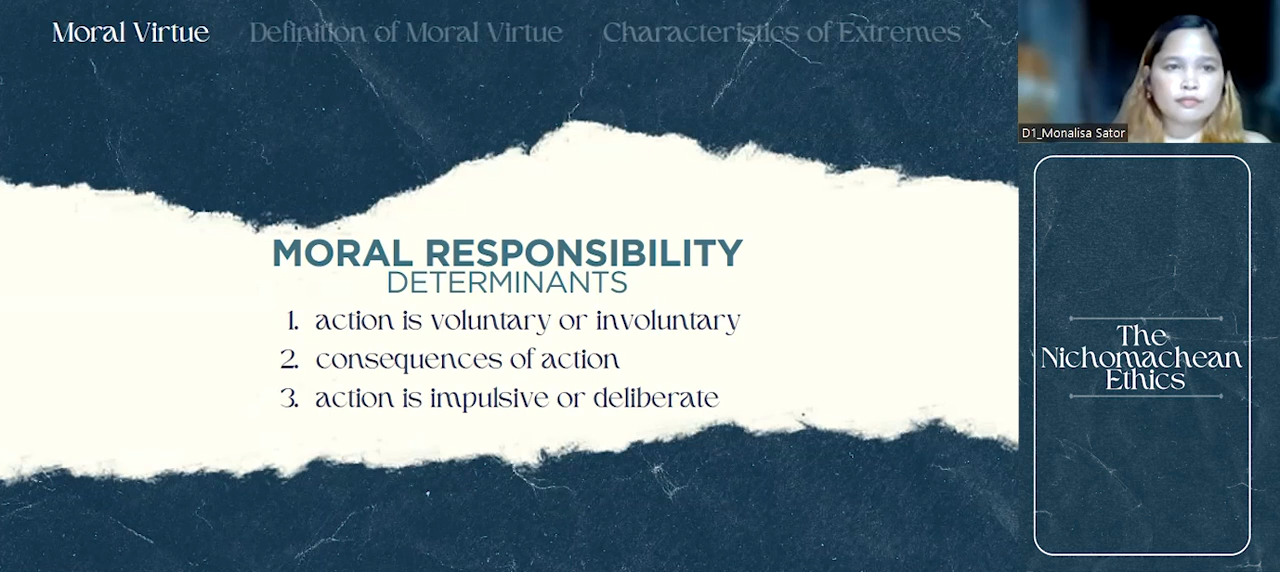 Moral Virtue Definition of Moral Virtue Characteristics of Extremes
D1_Monalisa Sator
MORAL RESPONSIBILITY
DETERMINANTS
1. action is voluntary or involuntary
2. consequences of action
3. action is impulsive or deliberate
The
Nichomachean
Ethics